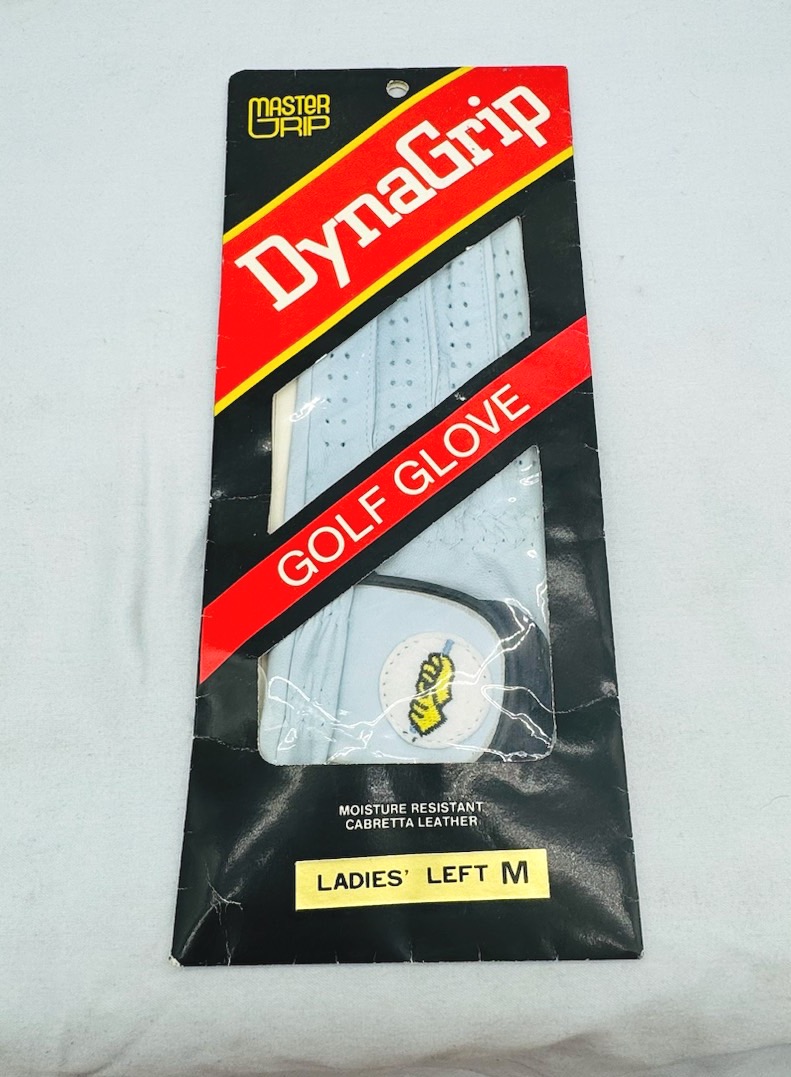 MASTER
GRIP
DynaGrip
GOLF GLOVE
MOISTURE RESISTANT
CABRETTA LEATHER
LADIES' LEFT M